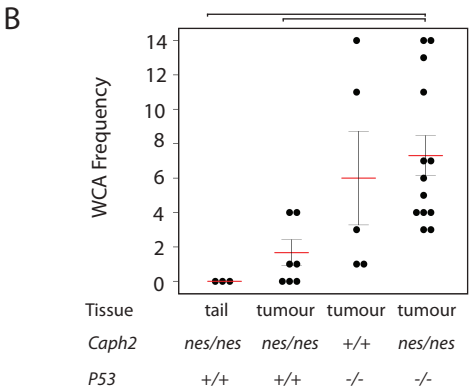 B
WCA Frequency
14
12
10
8
6
4
2
0
Tissue tail tumour tumour tumour
Caph2 nes/nes nes/nes +/+ nes/nes
P53 +/+ +/+ -/- -/-